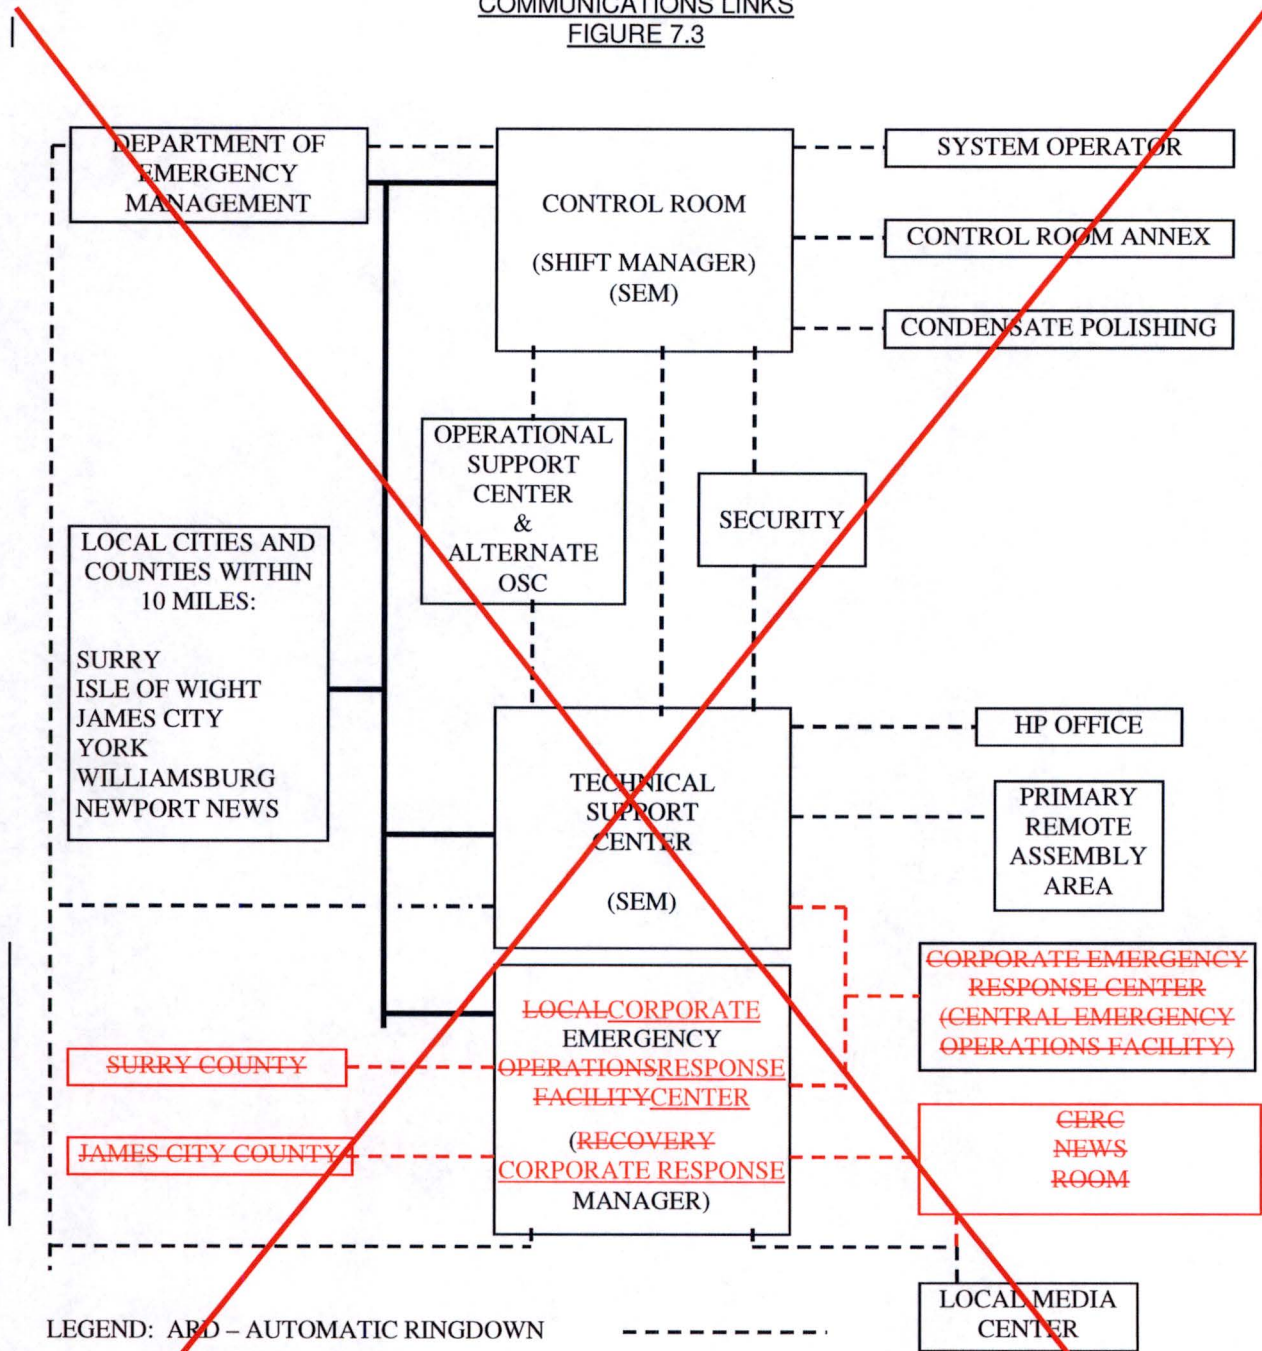 COMMUNICATIONS LINKS
FIGURE 7.3
DEPARTMENT OF
EMERGENCY
MANAGEMENT
CONTROL ROOM
(SHIFT MANAGER)
(SEM)
SYSTEM OPERATOR
CONTROL ROOM ANNEX
CONDENSATE POLISHING
OPERATIONAL
SUPPORT
CENTER
&
ALTERNATE
OSC
SECURITY
LOCAL CITIES AND
COUNTIES WITHIN
10 MILES:
SURRY
ISLE OF WIGHT
JAMES CITY
YORK
WILLIAMSBURG
NEWPORT NEWS
TECHNICAL
SUPPORT
CENTER
(SEM)
HP OFFICE
PRIMARY
REMOTE
ASSEMBLY
AREA
CORPORATE EMERGENCY
RESPONSE CENTER
(CENTRAL EMERGENCY
OPERATIONS FACILITY)
LOCALCORPORATE
EMERGENCY
OPERATIONSRESPONSE
FACILITYCENTER
(RECOVERY
CORPORATE RESPONSE
MANAGER)
SURRY COUNTY
JAMES CITY COUNTY
CERC
NEWS
ROOM
LOCAL MEDIA
CENTER
LEGEND: ARD – AUTOMATIC RINGDOWN